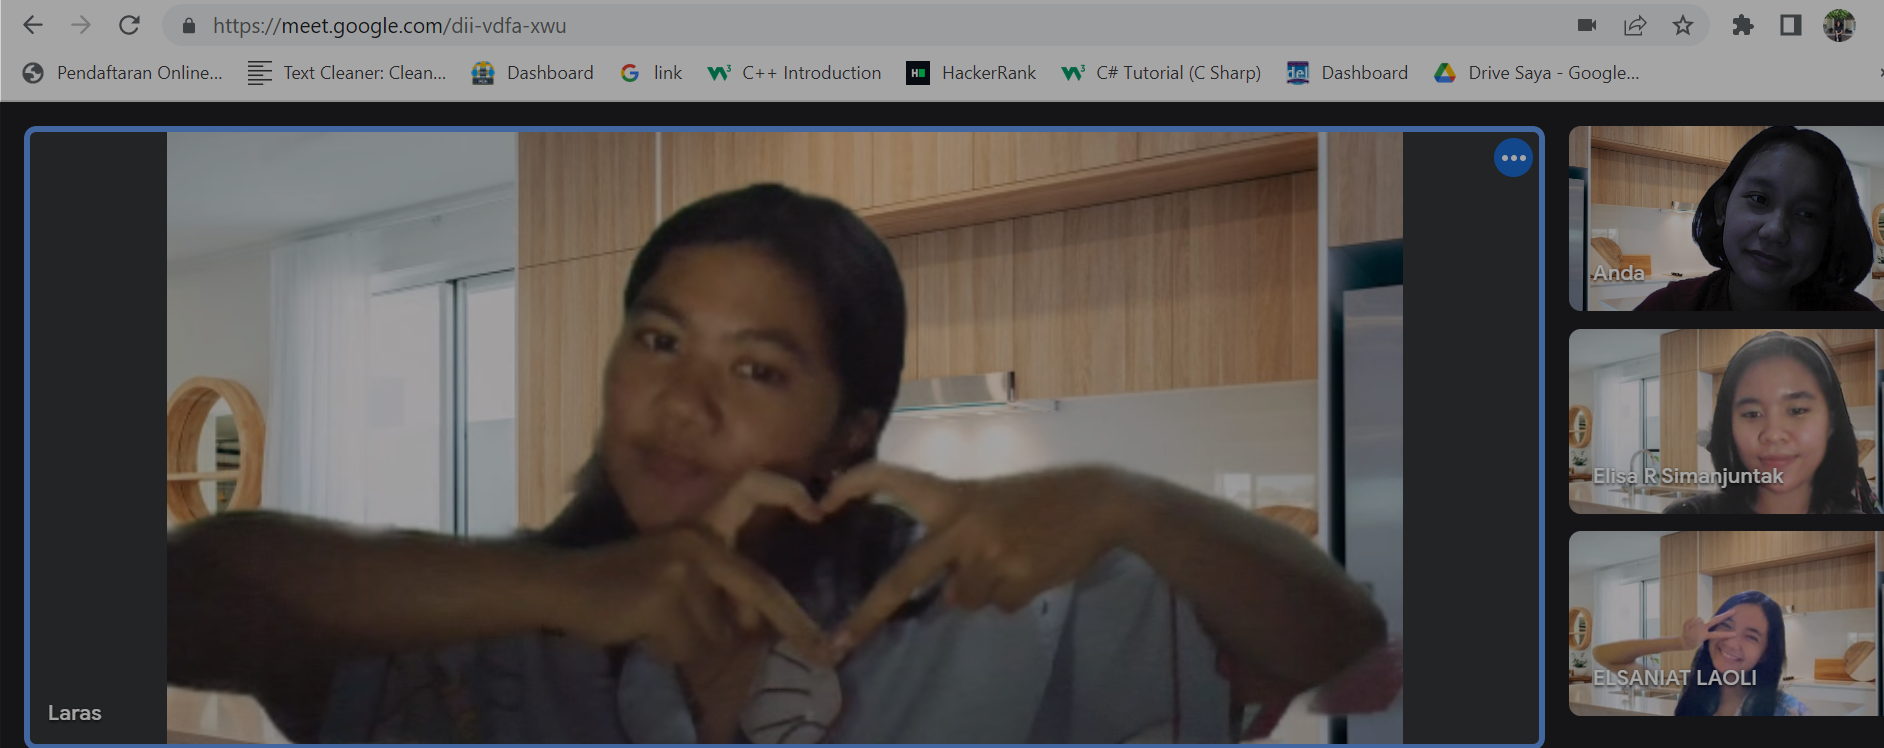 https://meet.google.com/dii-vdfa-xwu
Pendaftaran Online...
Text Cleaner: Clean...
Dashboard
link
C++ Introduction
HackerRank
C# Tutorial (C Sharp)
Dashboard
Drive Saya - Google...
Anda
Elisa R Simanjuntak
ELSANIAT LAOLI
Laras